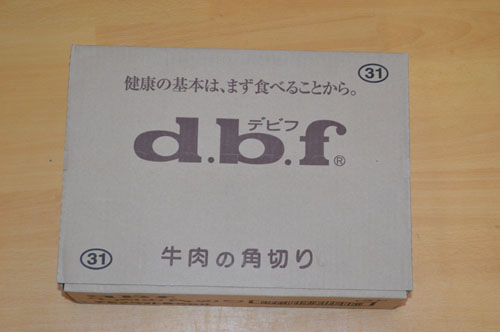 31
健康の基本は、まず食べることから。
デビフ
d.b.f®
牛肉の角切り
31